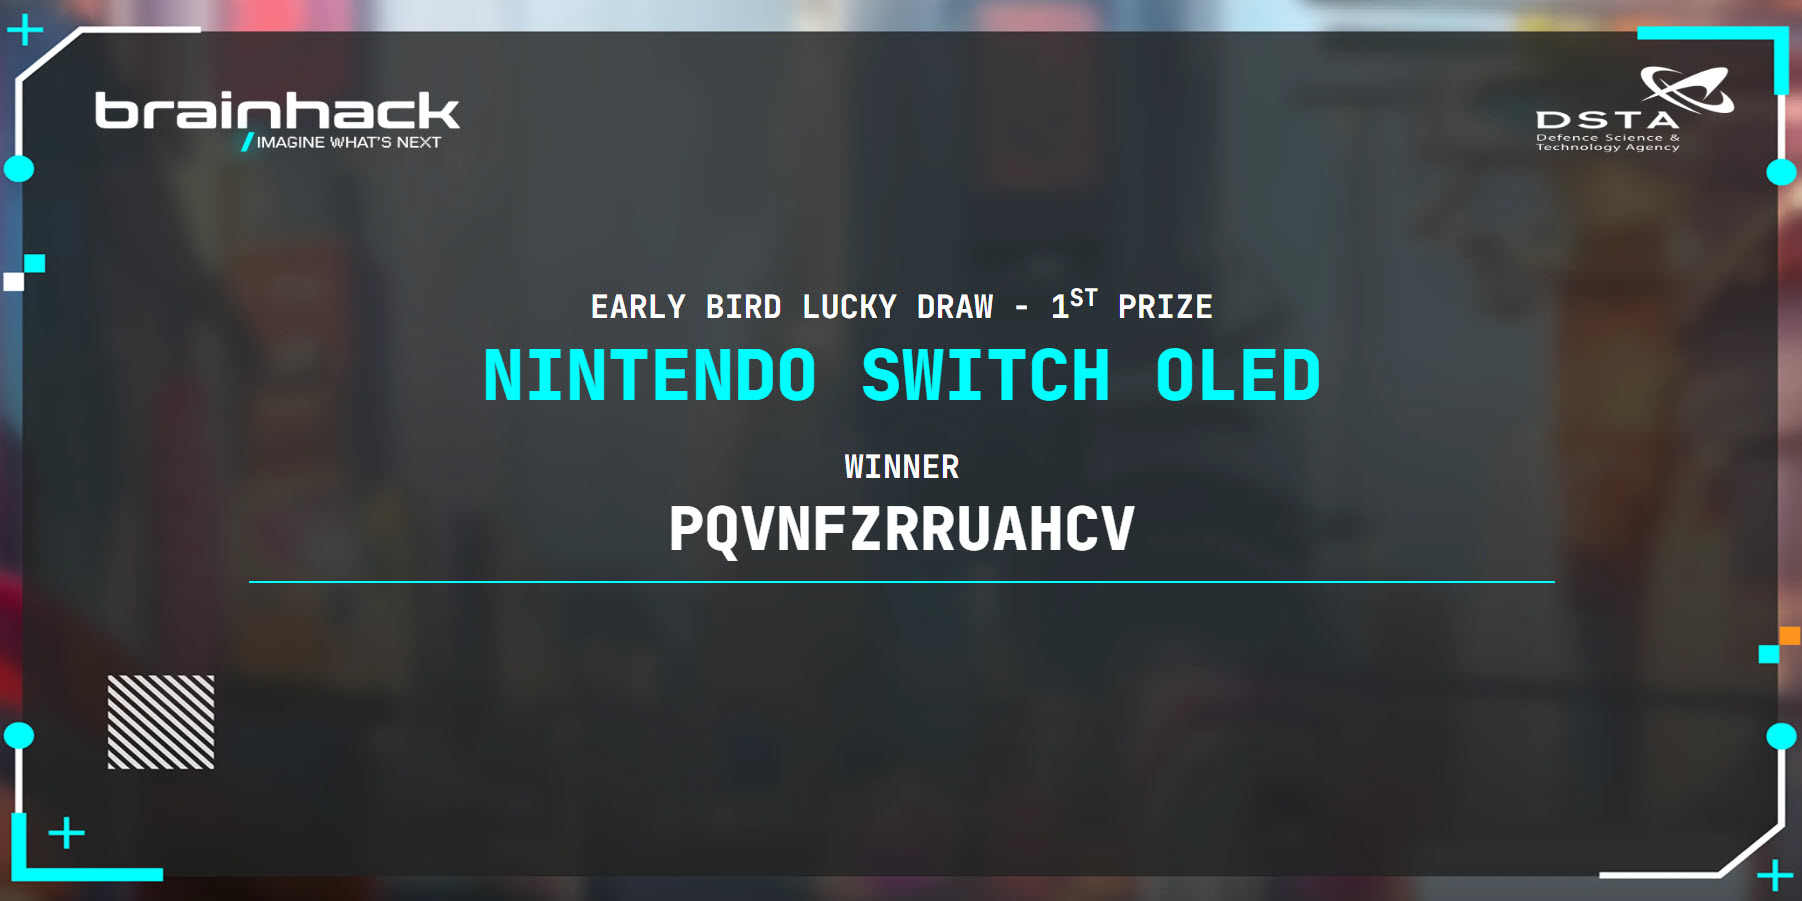 brainhack
/IMAGINE WHAT'S NEXT
DSTA
Defence Science &
Technology Agency
EARLY BIRD LUCKY DRAW - 1ST PRIZE
NINTENDO SWITCH OLED
WINNER
PQVNFZRRUAHCV